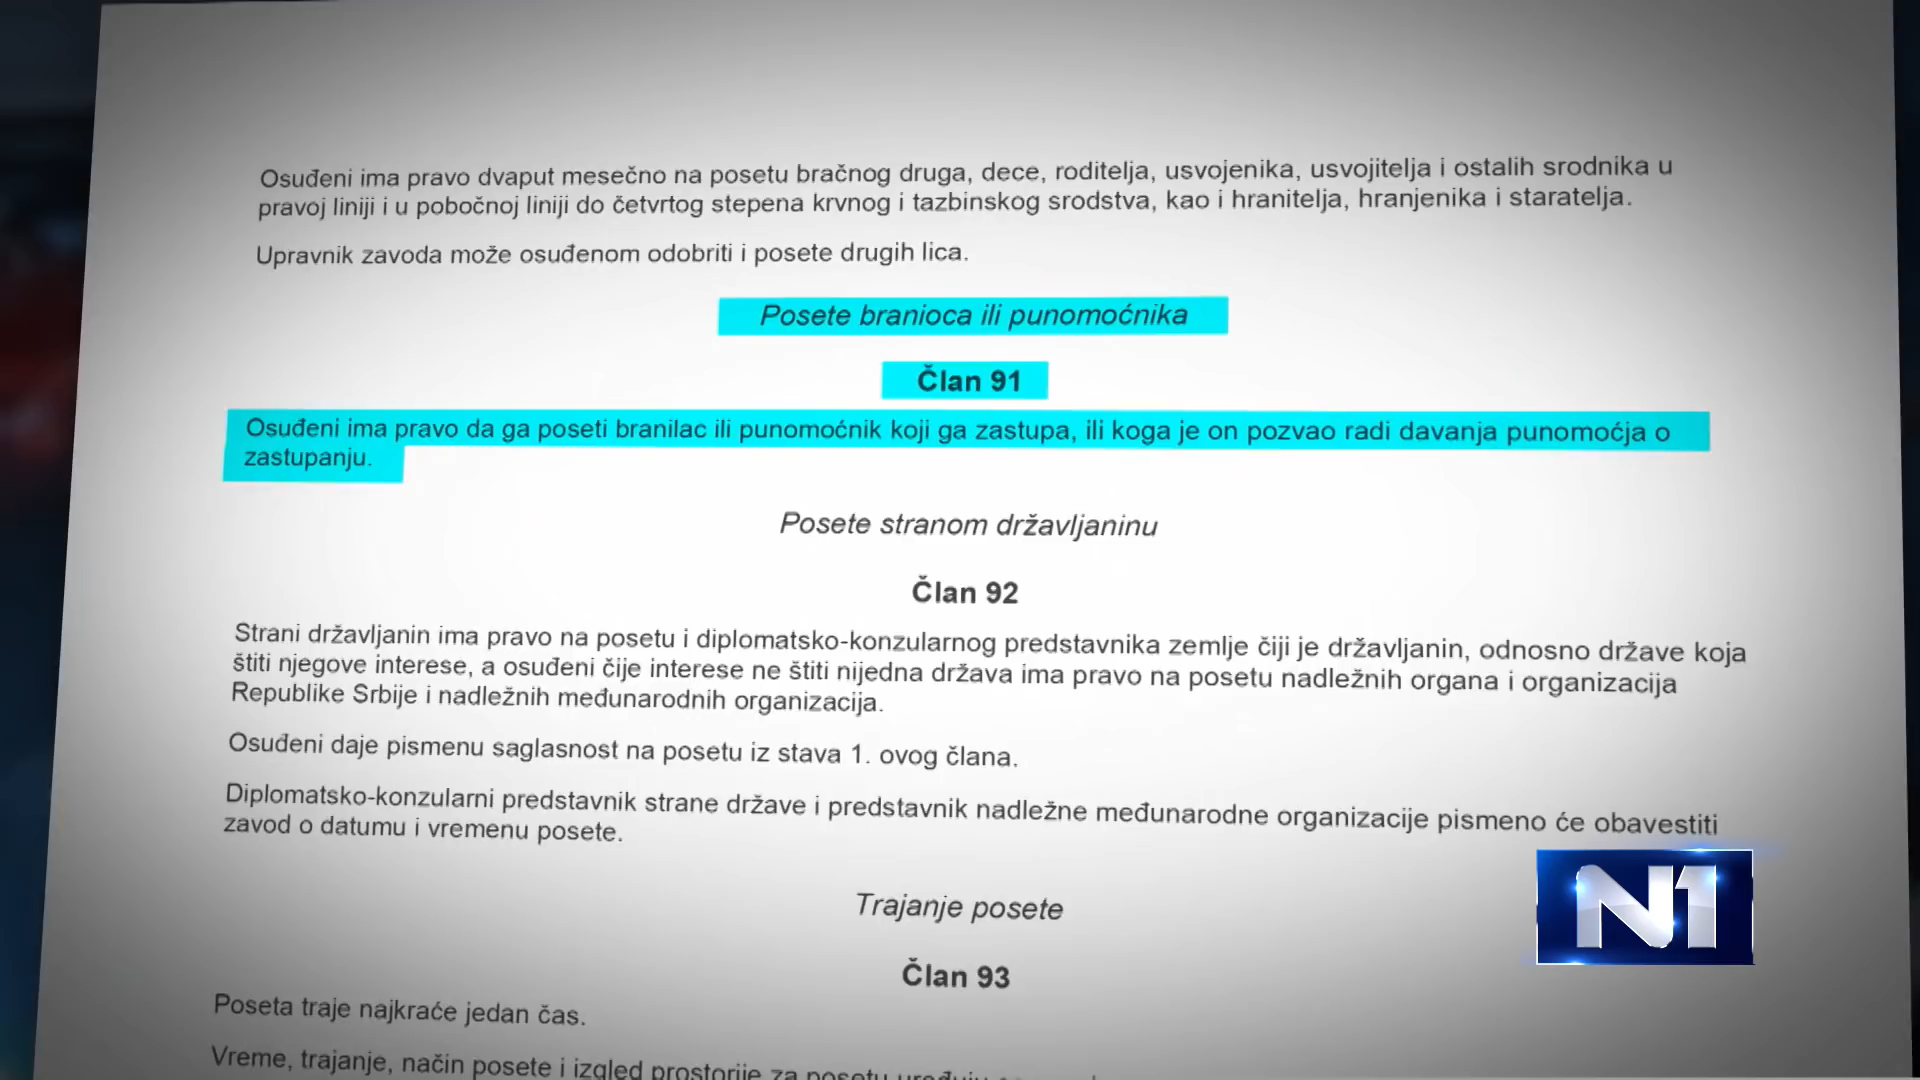 Osuđeni ima pravo dvaput mesečno na posetu bračnog druga, dece, roditelja, usvojenika, usvojitelja i ostalih srodnika u
pravoj liniji i u pobočnoj liniji do četvrtog stepena krvnog i tazbinskog srodstva, kao i hranitelja, hranjenika i staratelja.
Upravnik zavoda može osuđenom odobriti i posete drugih lica.
Posete branioca ili punomoćnika
Član 91
Osuđeni ima pravo da ga poseti branilac ili punomoćnik koji ga zastupa, ili koga je on pozvao radi davanja punomoćja o
zastupanju.
Posete stranom državljaninu
Član 92
Strani državljanin ima pravo na posetu i diplomatsko-konzularnog predstavnika zemlje čiji je državljanin, odnosno države koja
štiti njegove interese, a osuđeni čije interese ne štiti nijedna država ima pravo na posetu nadležnih organa i organizacija
Republike Srbije i nadležnih međunarodnih organizacija.
Osuđeni daje pismenu saglasnost na posetu iz stava 1. ovog člana.
Diplomatsko-konzularni predstavnik strane države i predstavnik nadležne međunarodne organizacije pismeno će obavestiti
zavod o datumu i vremenu posete.
N1
Trajanje posete
Član 93
Poseta traje najkraće jedan čas.
Vreme, trajanje, način posete i izgled prostorije za posetu uređuju